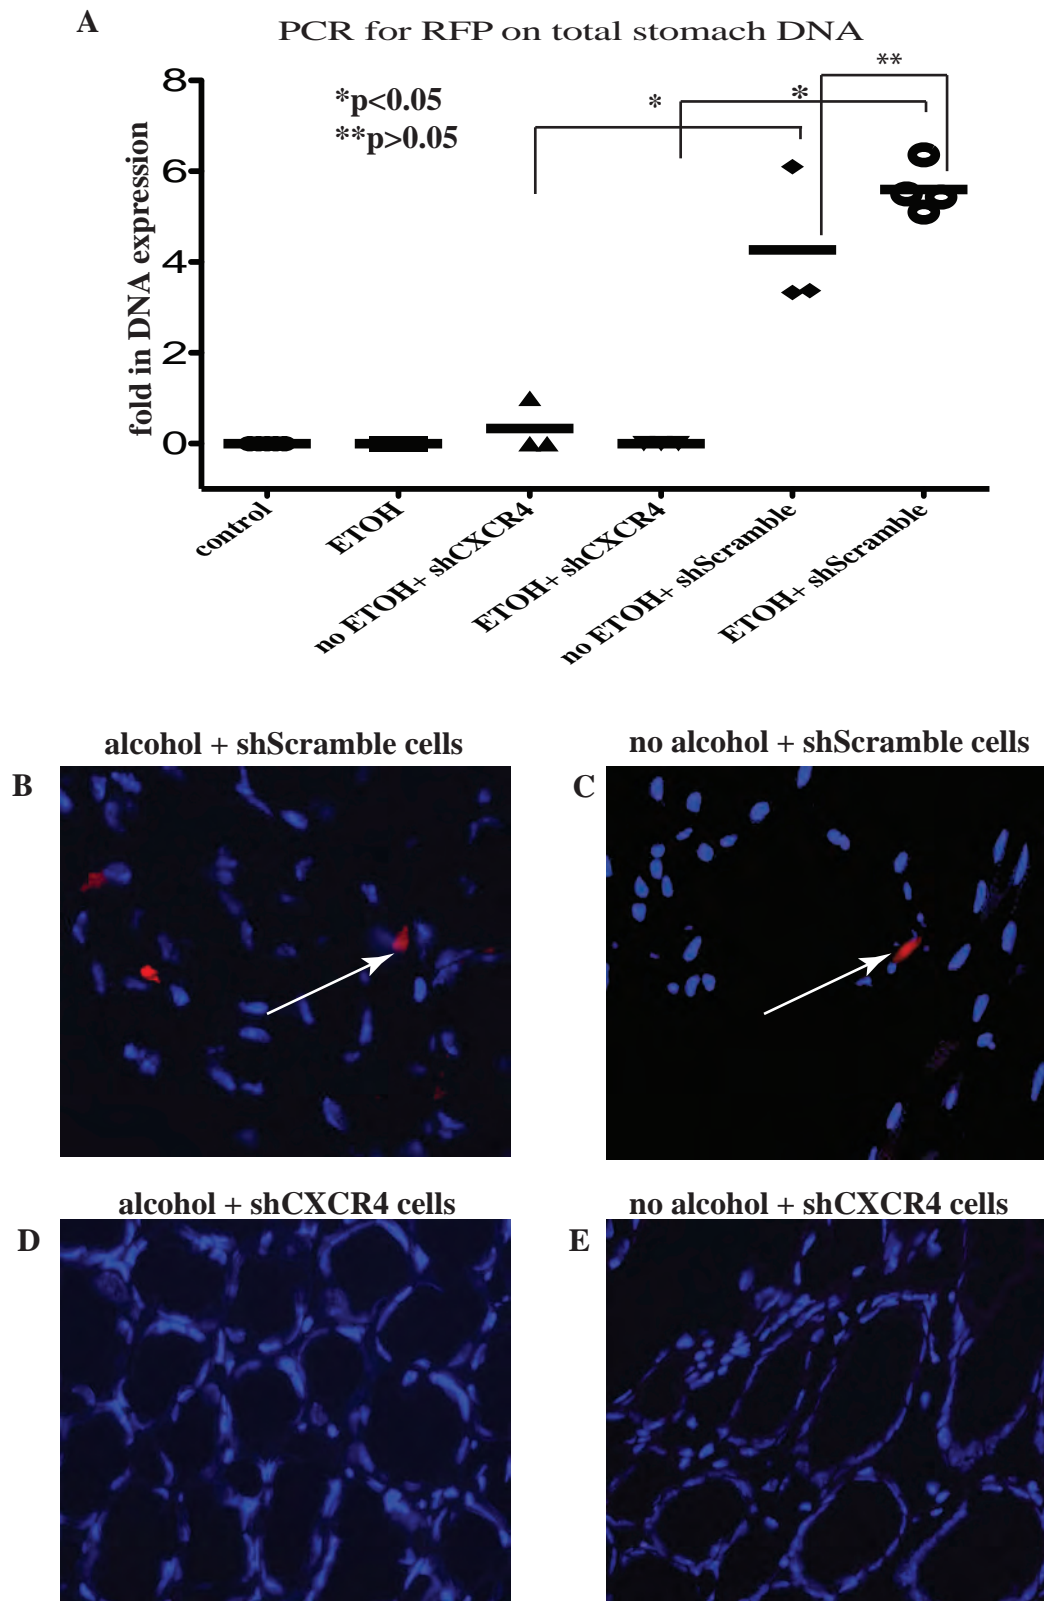 A
PCR for RFP on total stomach DNA
*p<0.05
**p>0.05
*
*
**
fold in DNA expression
8
6
4
2
0
control
ETOH
no ETOH+ shCXCR4
ETOH+ shCXCR4
no ETOH+ shScramble
ETOH+ shScramble
alcohol + shScramble cells
no alcohol + shScramble cells
B
C
alcohol + shCXCR4 cells
no alcohol + shCXCR4 cells
D
E